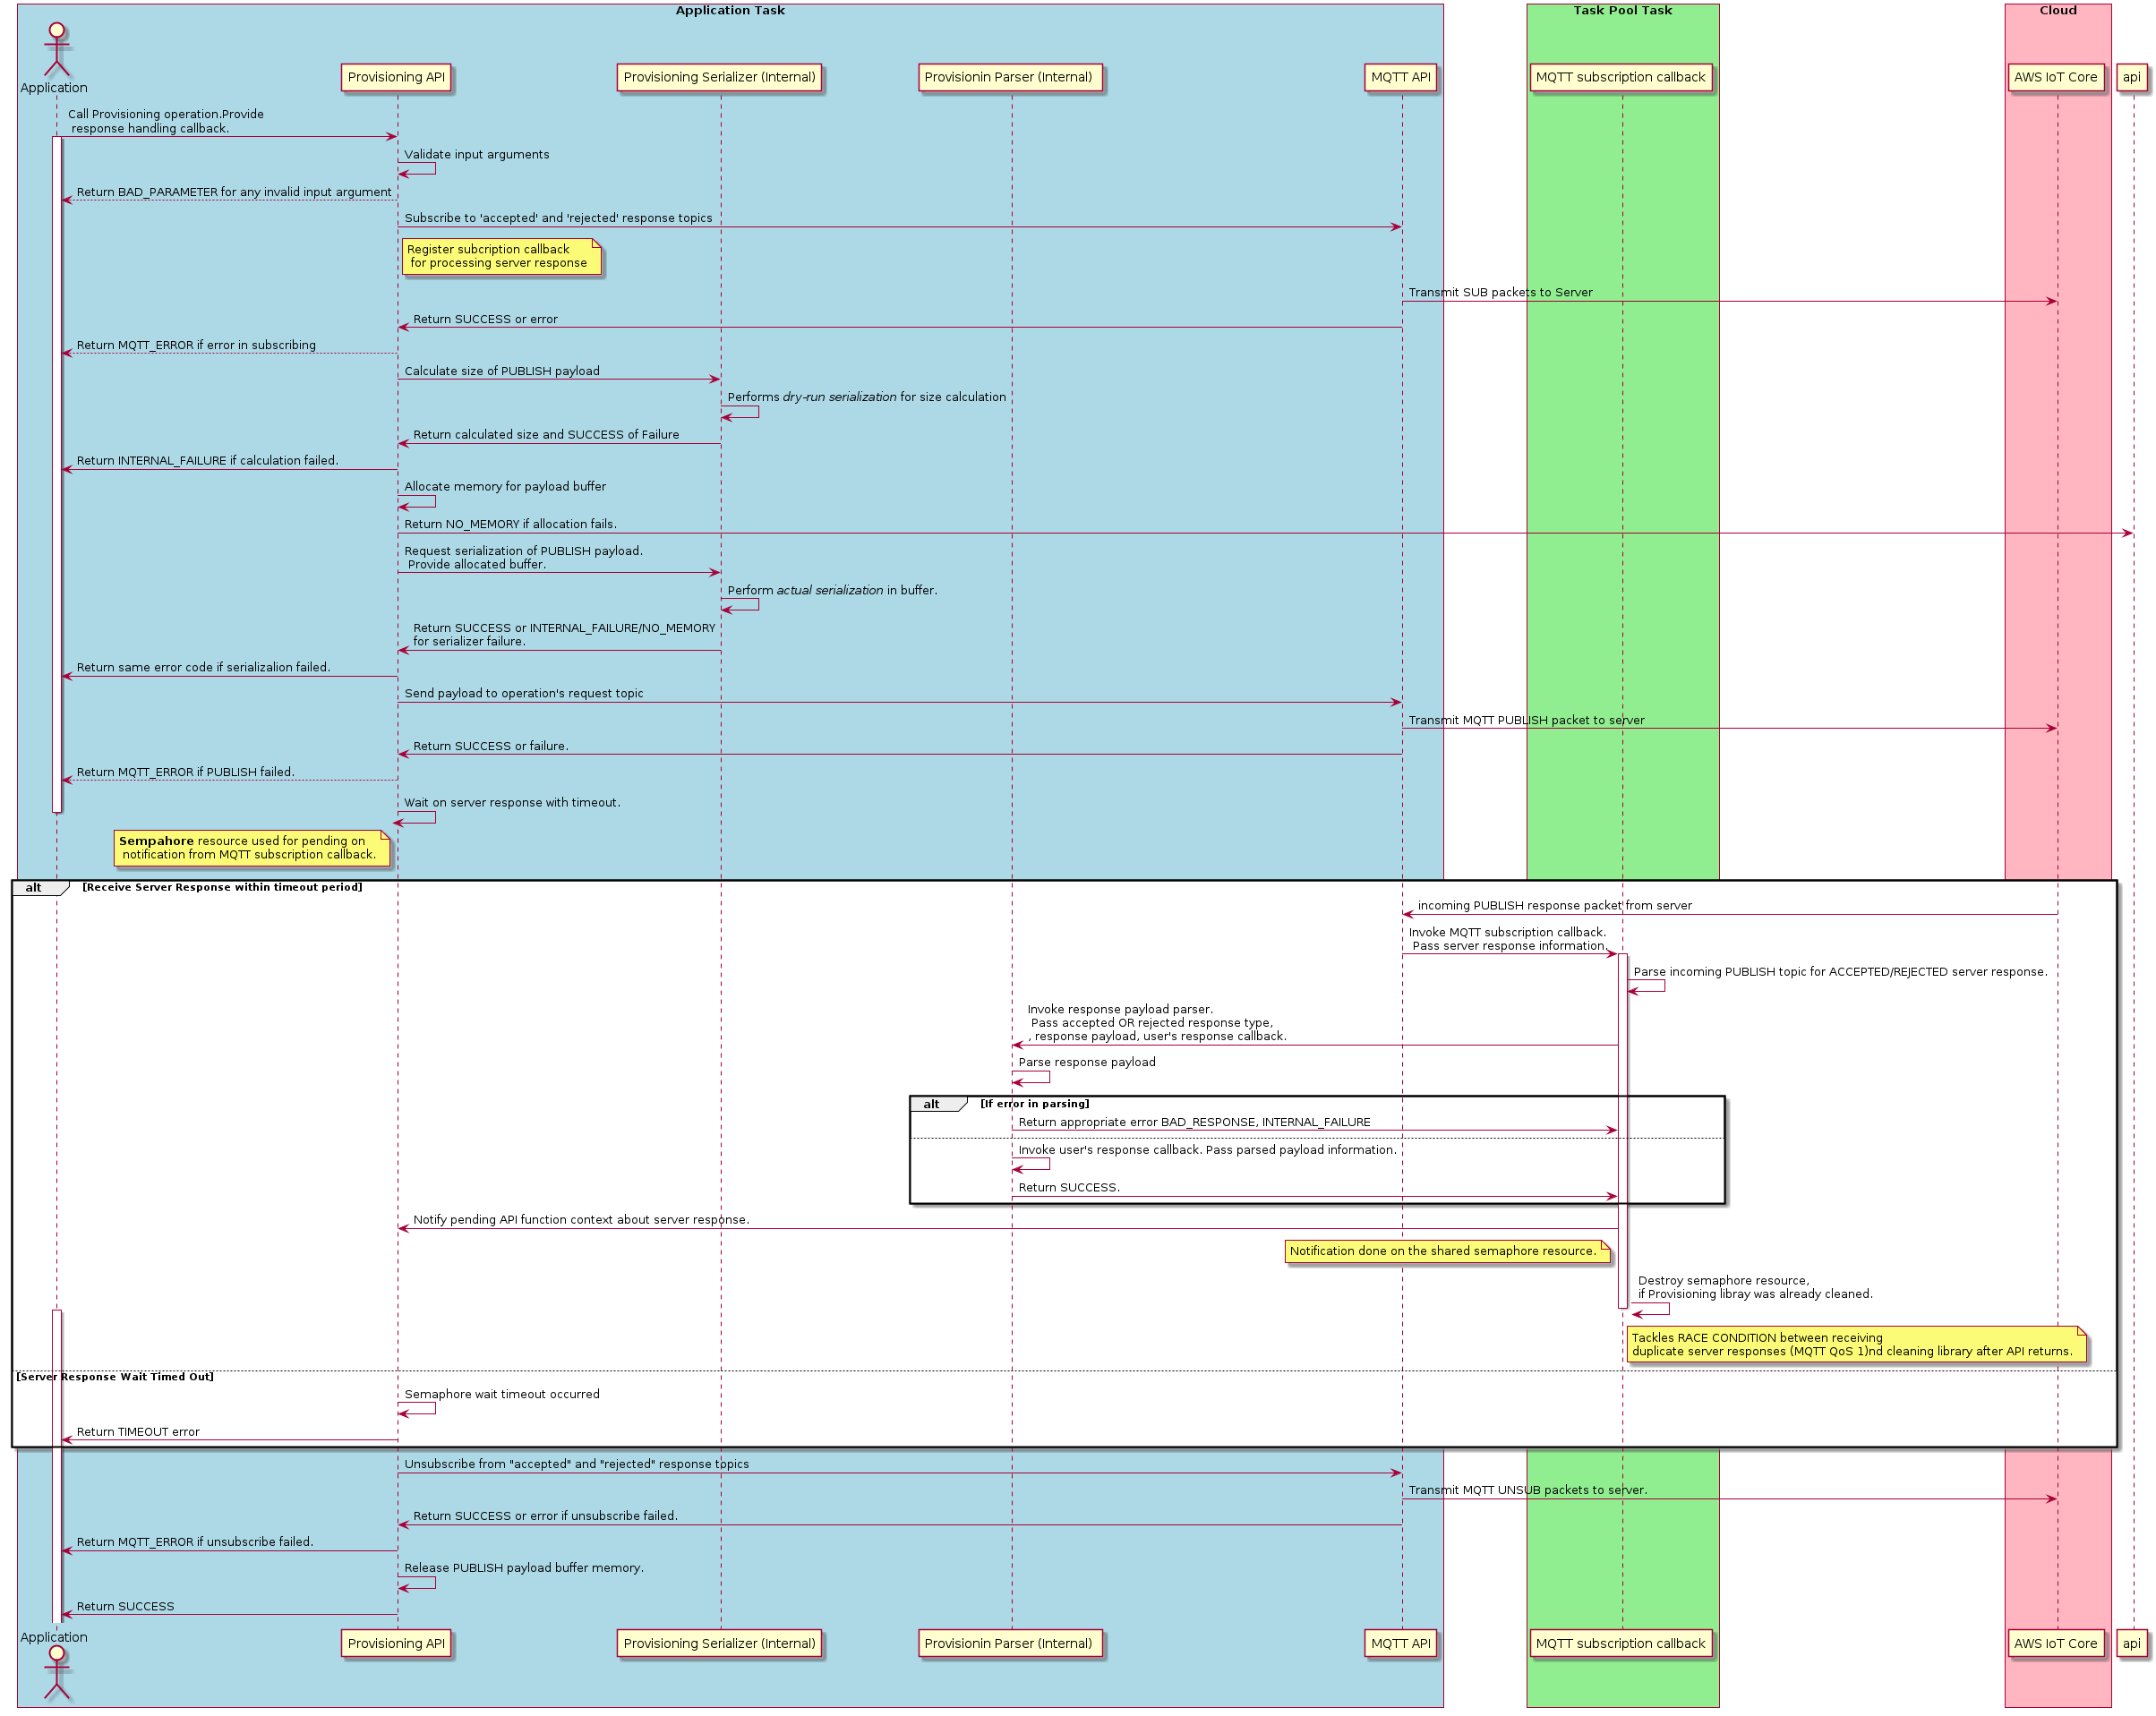 Application Task
Task Pool Task
Cloud
Application
Provisioning API
Provisioning Serializer (Internal)
Provisionin Parser (Internal)
MQTT API
MQTT subscription callback
AWS IoT Core
api
Call Provisioning operation.Provide
response handling callback.
Validate input arguments
Return BAD_PARAMETER for any invalid input argument
Subscribe to 'accepted' and 'rejected' response topics
Register subcription callback
for processing server response
Transmit SUB packets to Server
Return SUCCESS or error
Return MQTT_ERROR if error in subscribing
Calculate size of PUBLISH payload
Performs dry-run serialization for size calculation
Return calculated size and SUCCESS of Failure
Return INTERNAL_FAILURE if calculation failed.
Allocate memory for payload buffer
Return NO_MEMORY if allocation fails.
Request serialization of PUBLISH payload.
Provide allocated buffer.
Perform actual serialization in buffer.
Return SUCCESS or INTERNAL_FAILURE/NO_MEMORY
for serializer failure.
Return same error code if serializalion failed.
Send payload to operation's request topic
Transmit MQTT PUBLISH packet to server
Return SUCCESS or failure.
Return MQTT_ERROR if PUBLISH failed.
Wait on server response with timeout.
Sempahore resource used for pending on
notification from MQTT subscription callback.
alt [Receive Server Response within timeout period]
incoming PUBLISH response packet from server
Invoke MQTT subscription callback.
Pass server response information.
Parse incoming PUBLISH topic for ACCEPTED/REJECTED server response.
Invoke response payload parser.
Pass accepted OR rejected response type,
, response payload, user's response callback.
Parse response payload
alt [If error in parsing]
Return appropriate error BAD_RESPONSE, INTERNAL_FAILURE
Invoke user's response callback. Pass parsed payload information.
Return SUCCESS.
Notify pending API function context about server response.
Notification done on the shared semaphore resource.
Destroy semaphore resource,
if Provisioning libray was already cleaned.
Tackles RACE CONDITION between receiving
duplicate server responses (MQTT QoS 1)nd cleaning library after API returns.
[Server Response Wait Timed Out]
Semaphore wait timeout occurred
Return TIMEOUT error
Unsubscribe from "accepted" and "rejected" response topics
Transmit MQTT UNSUB packets to server.
Return SUCCESS or error if unsubscribe failed.
Return MQTT_ERROR if unsubscribe failed.
Release PUBLISH payload buffer memory.
Return SUCCESS
Application
Provisioning API
Provisioning Serializer (Internal)
Provisionin Parser (Internal)
MQTT API
MQTT subscription callback
AWS IoT Core
api